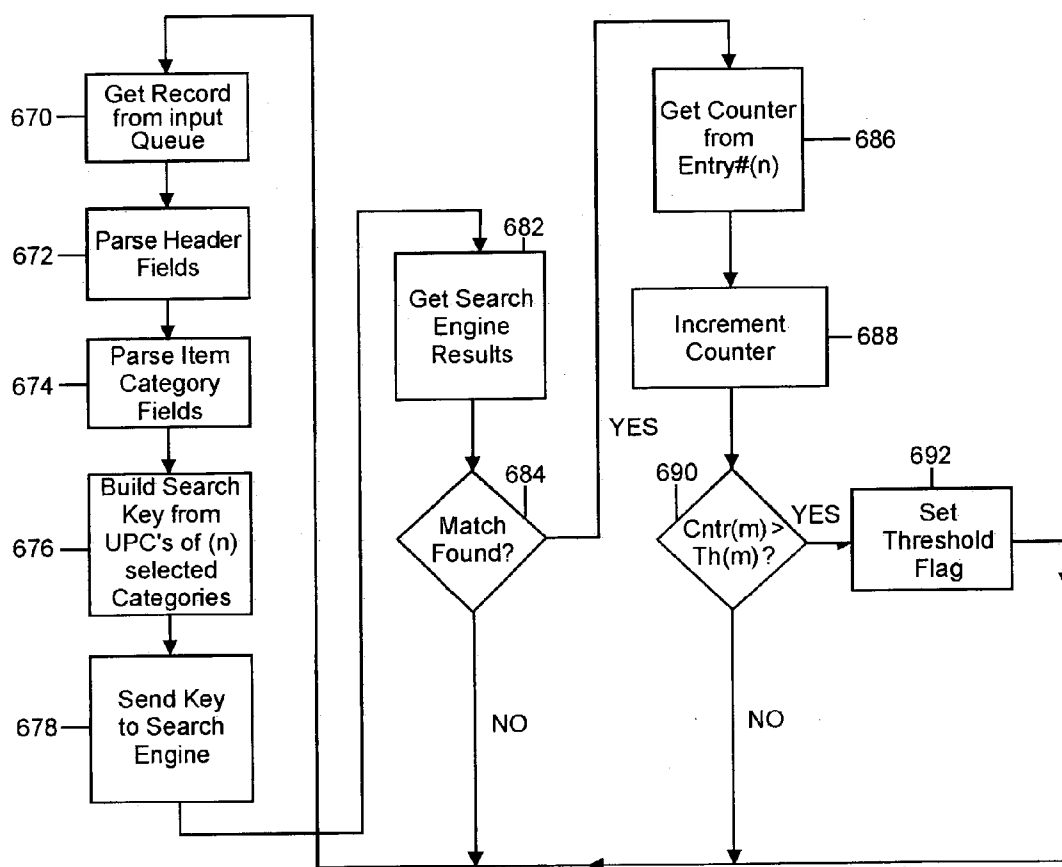 670
Get Record
from input
Queue
672
Parse Header
Fields
674
Parse Item
Category
Fields
676
Build Search
Key from
UPC's of (n)
selected
Categories
678
Send Key
to Search
Engine
682
Get Search
Engine
Results
684
Match
Found?
YES
NO
Get Counter
from
Entry#(n)
686
Increment
Counter
688
690
Cntr(m) >
Th(m) ?
YES
NO
692
Set
Threshold
Flag